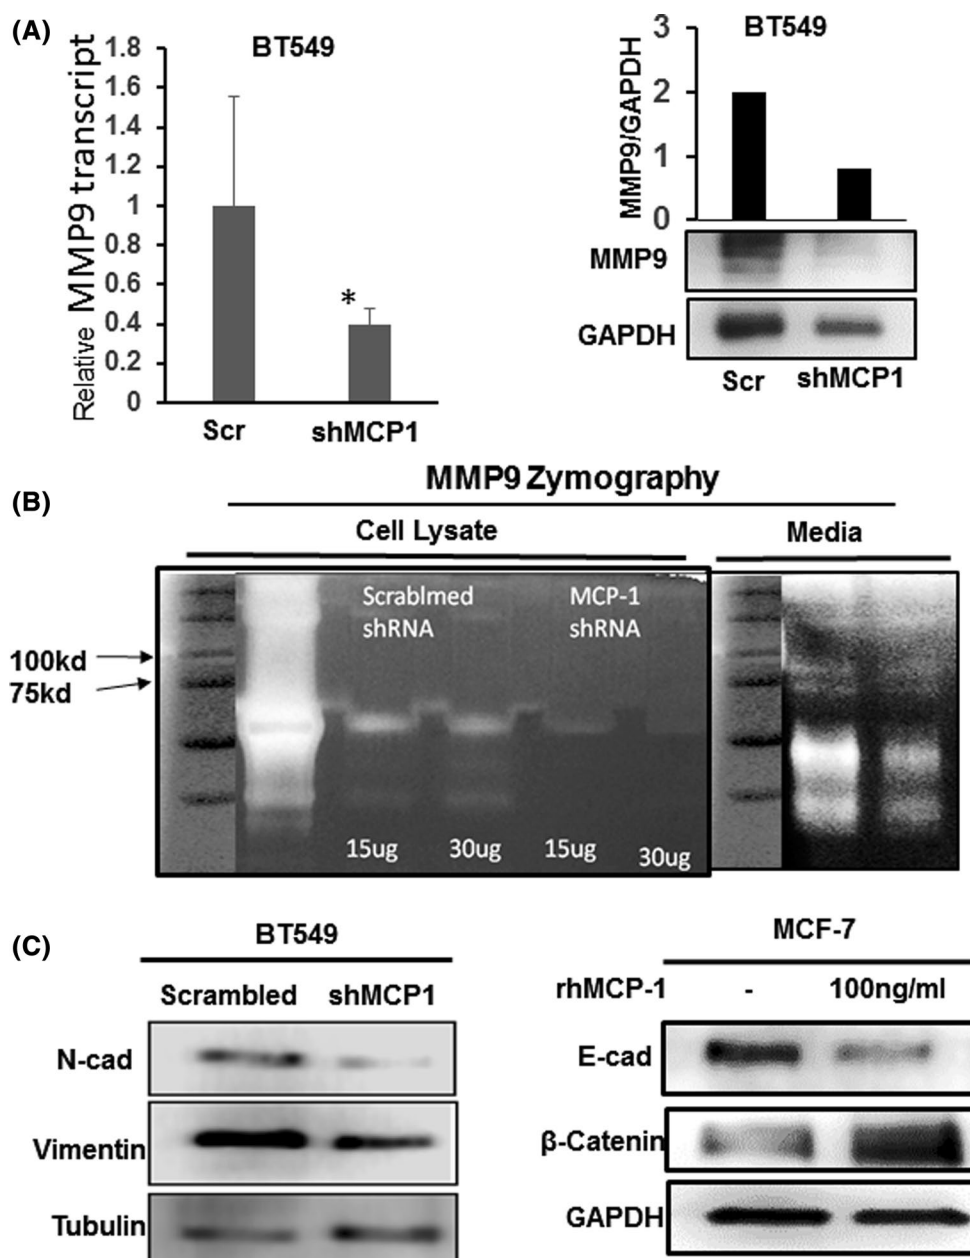 (A)
BT549
Relative MMP9 transcript
1.8
1.6
1.4
1.2
1
0.8
0.6
0.4
0.2
0
*
Scr
shMCP1
BT549
MMP9/GAPDH
3
2
1
0
MMP9
GAPDH
Scr
shMCP1
(B)
MMP9 Zymography
Cell Lysate
Media
Scrablmed
shRNA
MCP-1
shRNA
100kd
75kd
15ug
30ug
15ug
30ug
(C)
BT549
Scrambled
shMCP1
N-cad
Vimentin
Tubulin
MCF-7
rhMCP-1
-
100ng/ml
E-cad
β-Catenin
GAPDH